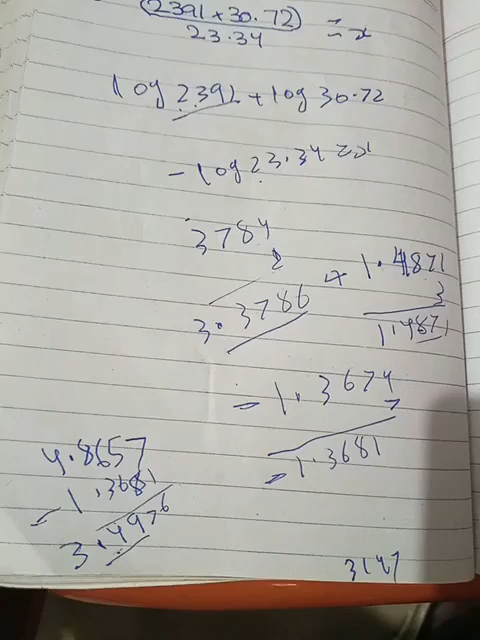 (2391 x 30.72)
23.34 = x
log 2391 + log 30.72
- log 23.34 = x
3784
2
3.3786 + 1.4871
3
1.4871
- 1.3674
7
- 1.3681
4.8657
- 1.3681
3.4976
3147